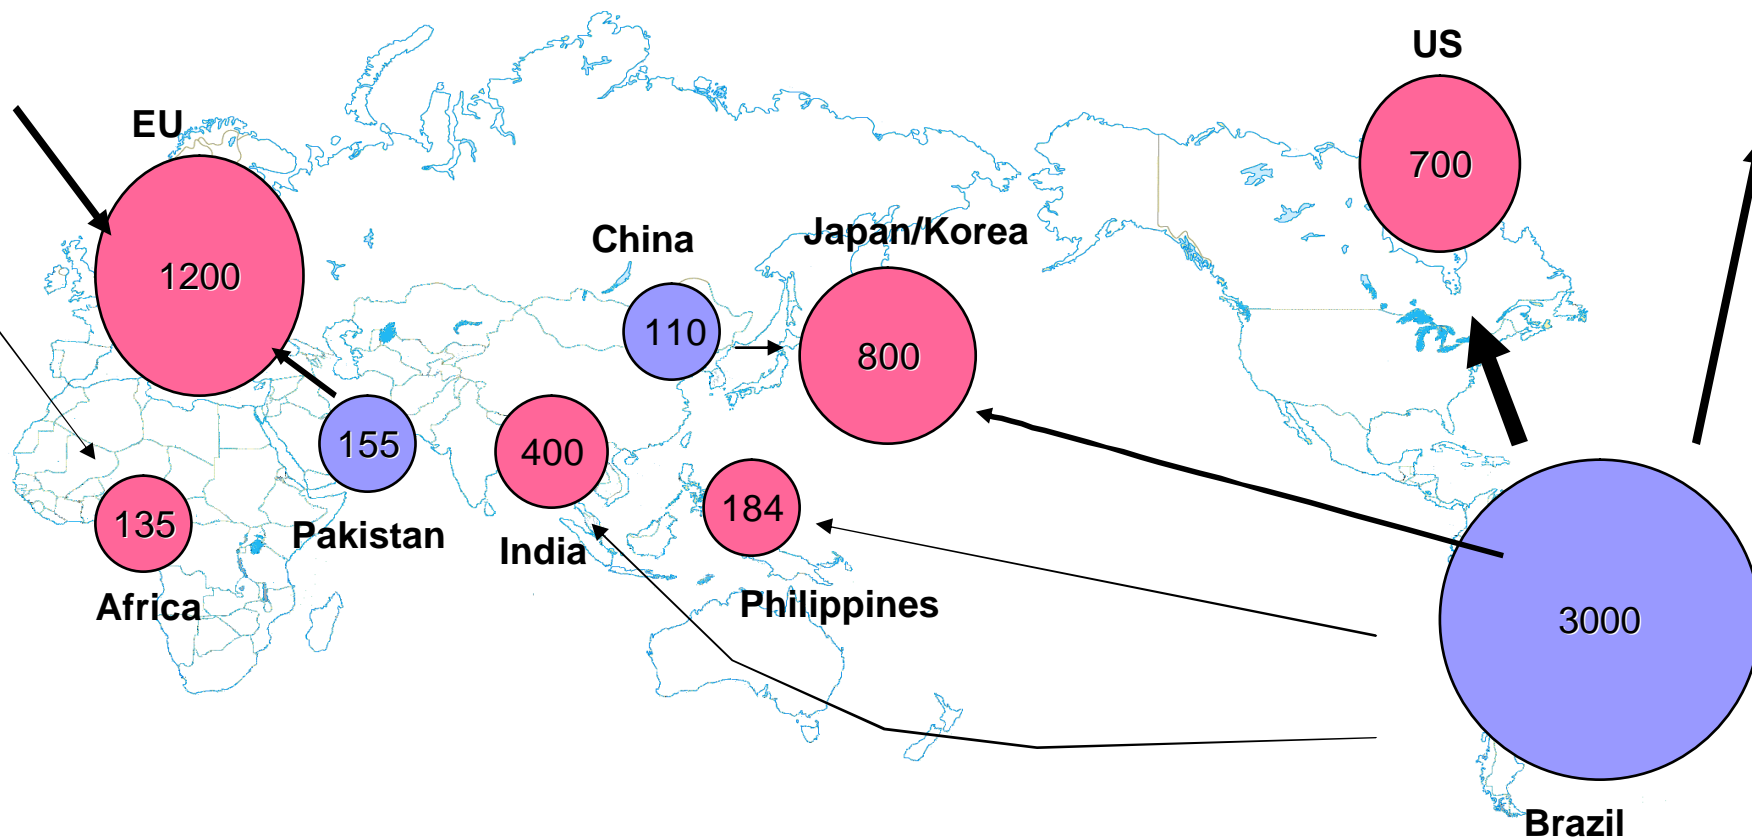 US
EU
700
Japan/Korea
China
1200
110
800
155
400
184
135
Pakistan
India
Africa
Philippines
3000
Brazil